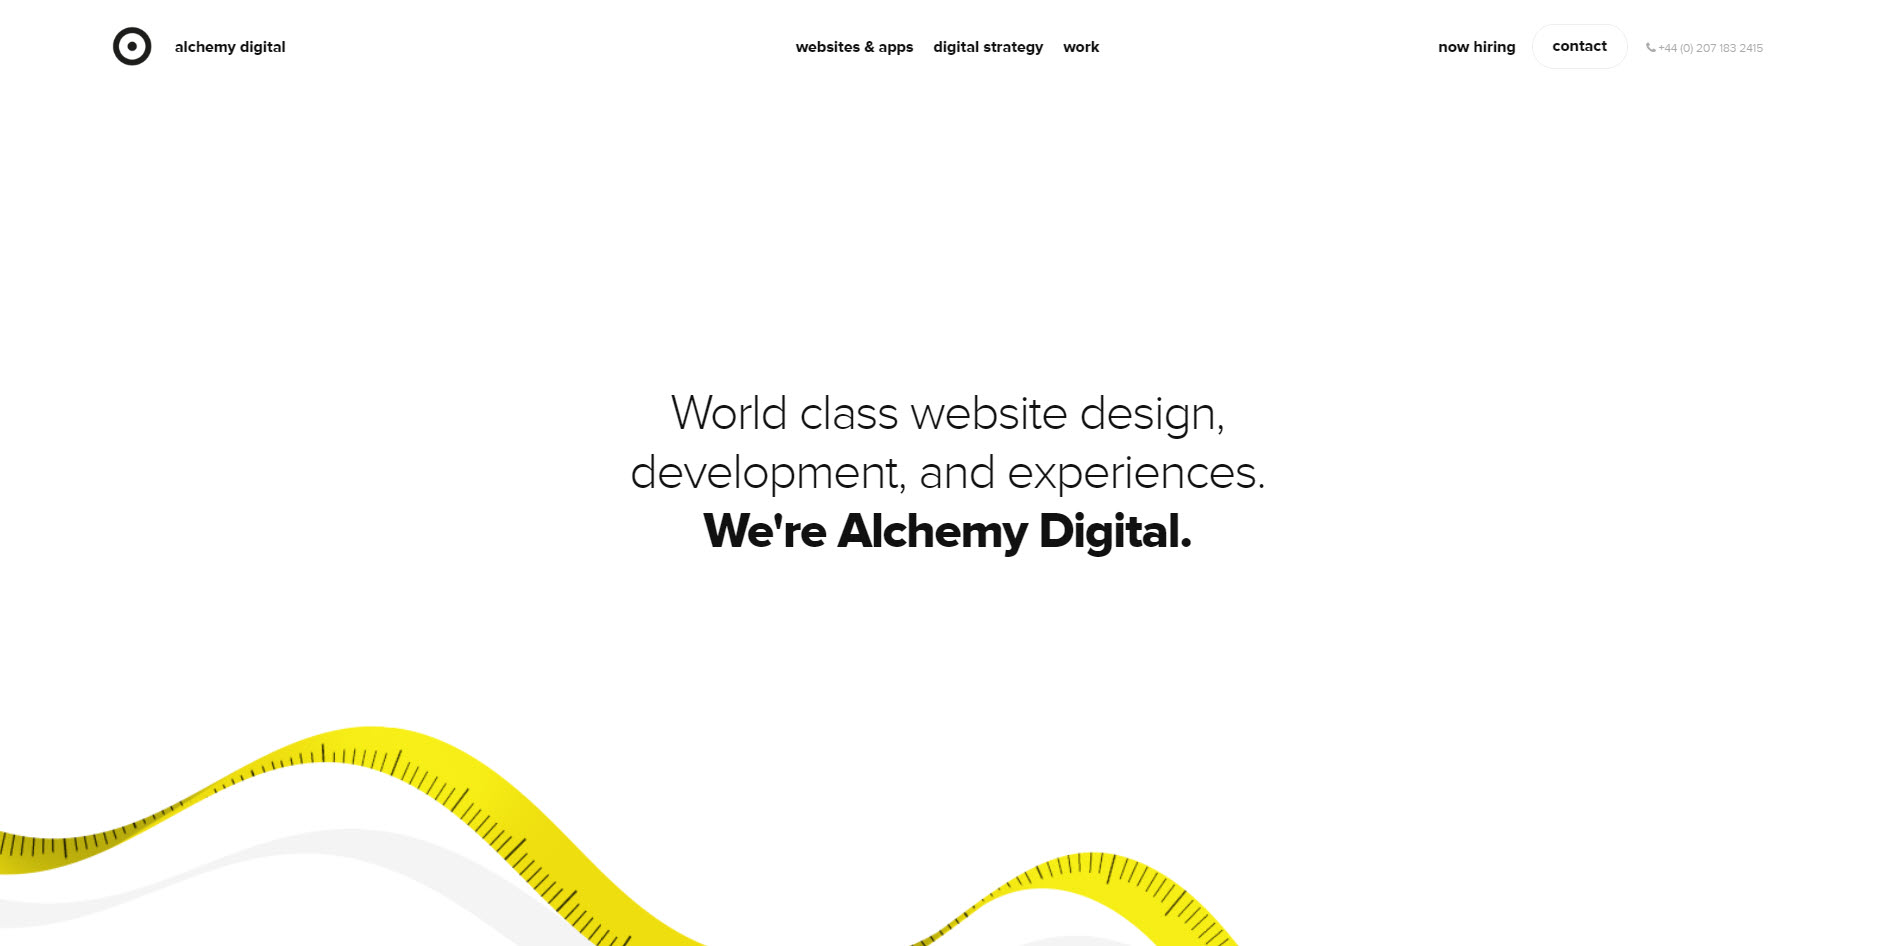 alchemy digital
websites & apps
digital strategy
work
now hiring
contact
+44 (0) 207 183 2415
World class website design,
development, and experiences.
We're Alchemy Digital.